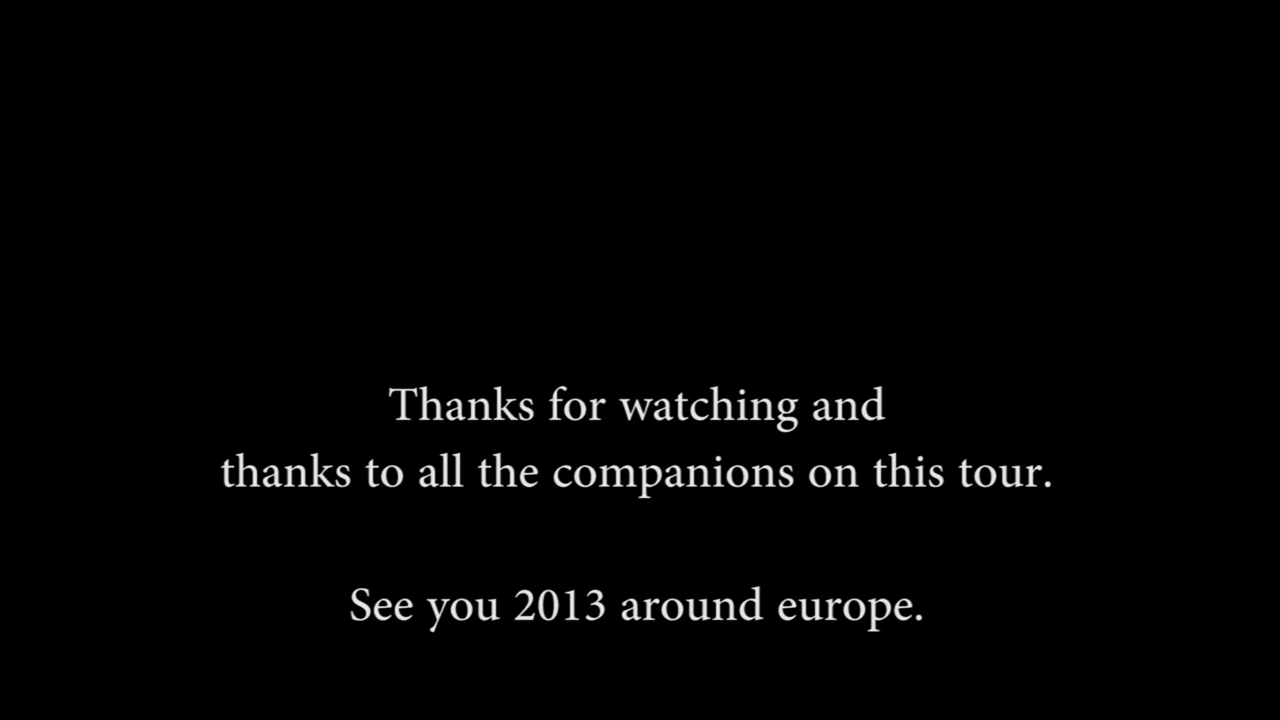 Thanks for watching and
thanks to all the companions on this tour.
See you 2013 around europe.